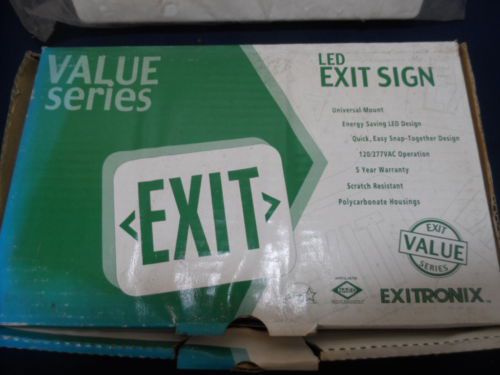 VALUE
series
LED
EXIT SIGN
Universal Mount
Energy Saving LED Design
Quick, Easy Snap-Together Design
120/277VAC Operation
5 Year Warranty
Scratch Resistant
Polycarbonate Housings
<EXIT>
EXIT
VALUE
SERIES
EXITRONIX